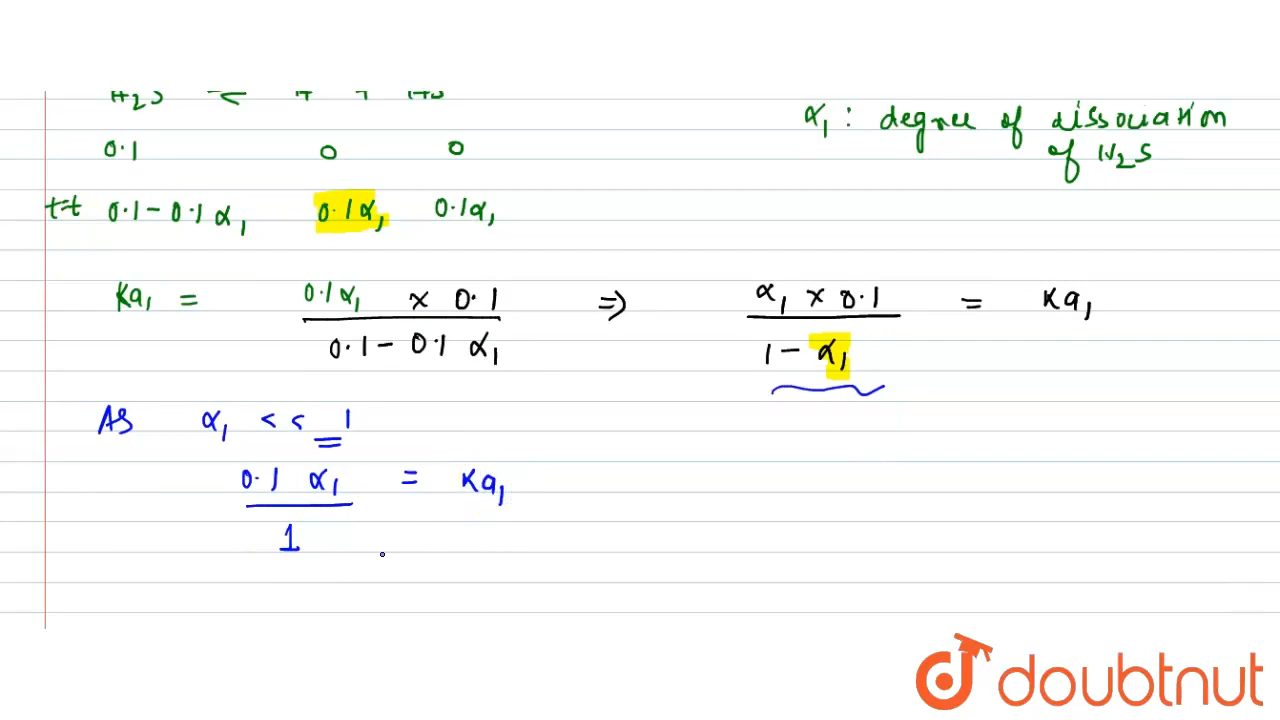 H₂S ⇌ H + HS
α₁ : degree of dissociation
of H₂S
0.1 0 0
t=t 0.1 - 0.1 α₁ 0.1α₁ 0.1α₁
Ka₁ = 0.1α₁ × 0.1 / 0.1 - 0.1 α₁ ⇒ α₁ × 0.1 / 1 - α₁ = Ka₁
As α₁ << 1
0.1 α₁ / 1 = Ka₁
doubtnut